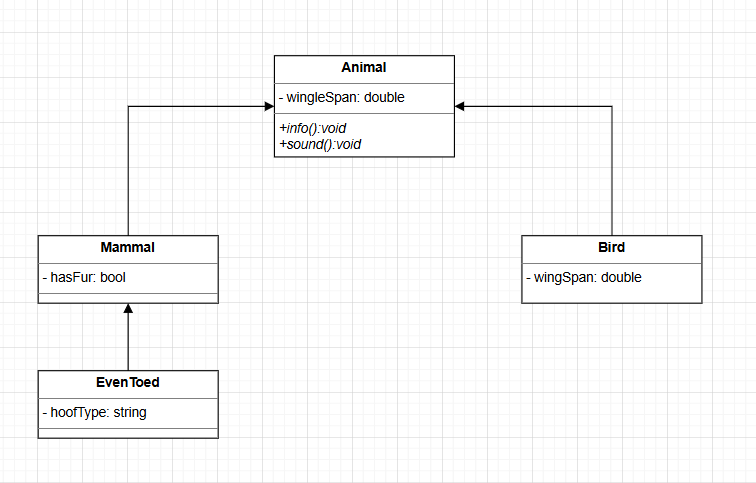 Animal
- wingleSpan: double
+info():void
+sound():void
Mammal
- hasFur: bool
Bird
- wingSpan: double
EvenToed
- hoofType: string